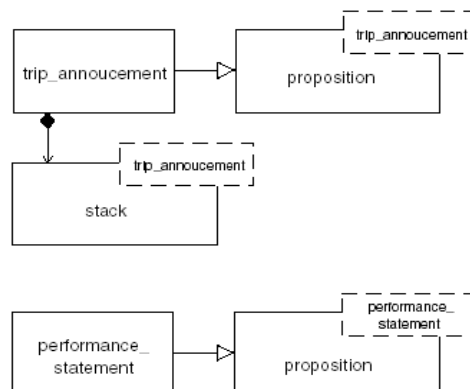 trip_annoucement
trip_annoucement
proposition
trip_annoucement
stack
performance_
statement
performance_
statement
proposition